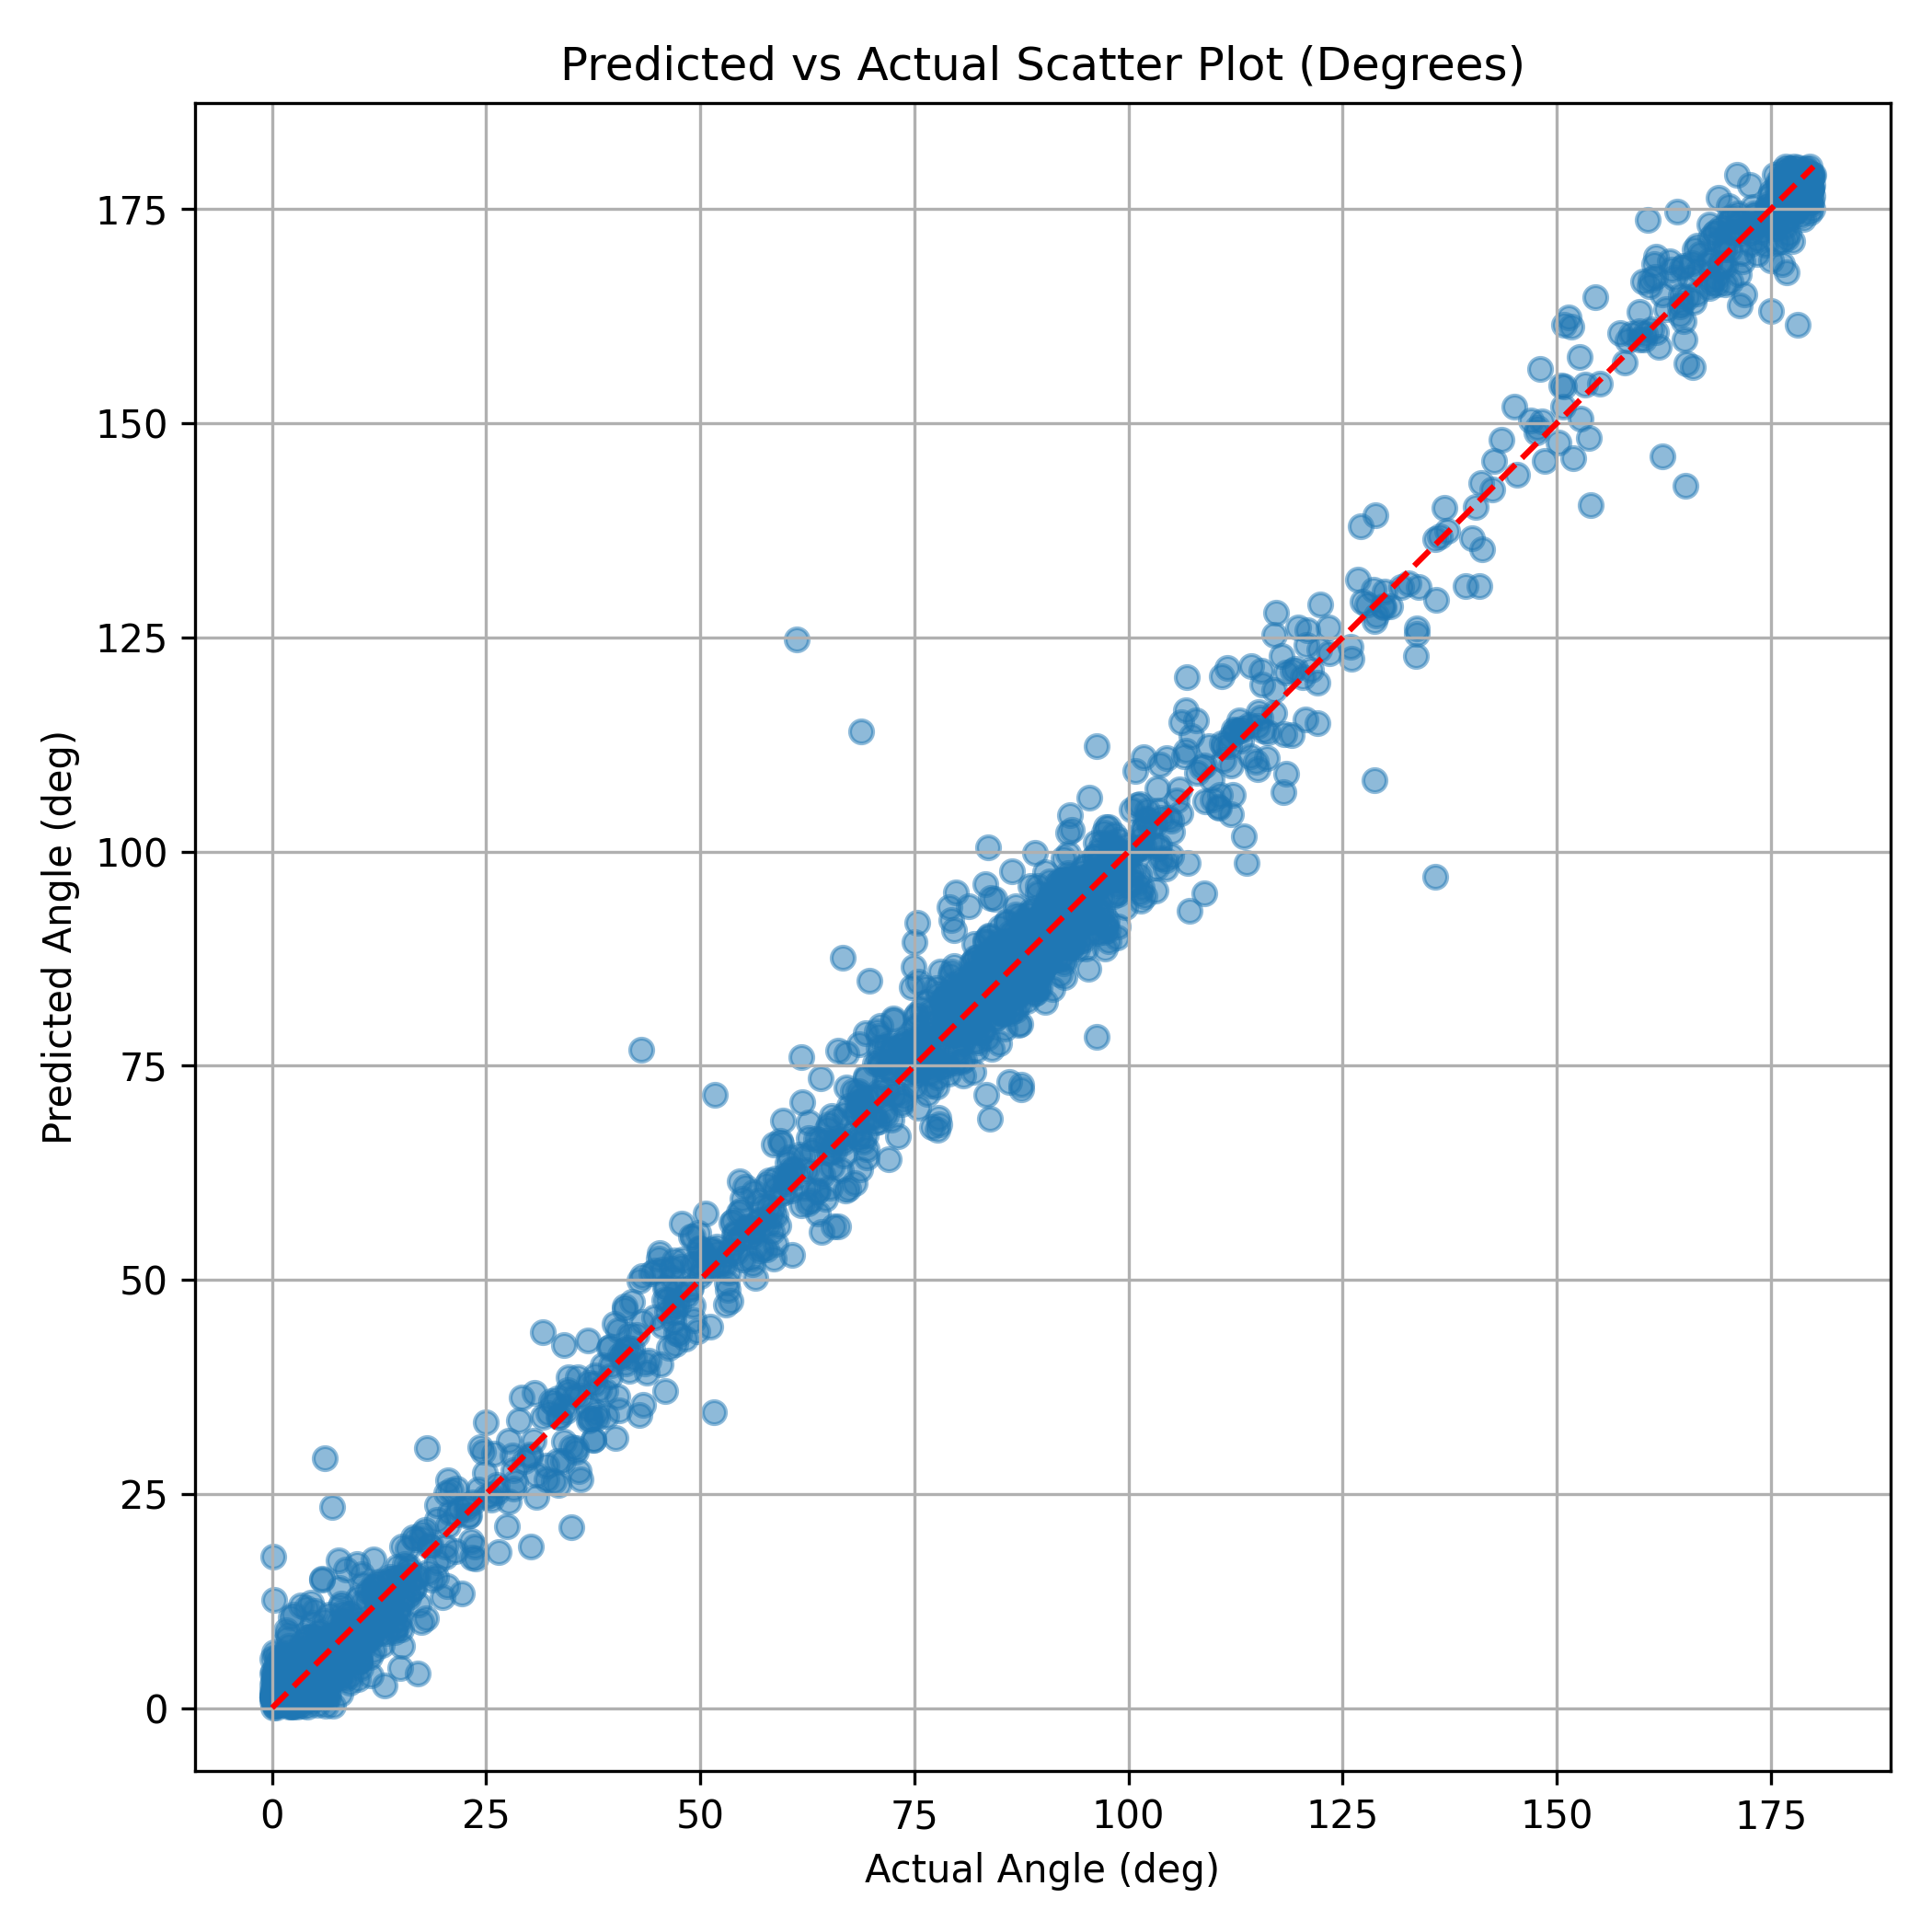 Predicted vs Actual Scatter Plot (Degrees)
175
150
125
100
75
50
25
0
Predicted Angle (deg)
0 25 50 75 100 125 150 175
Actual Angle (deg)